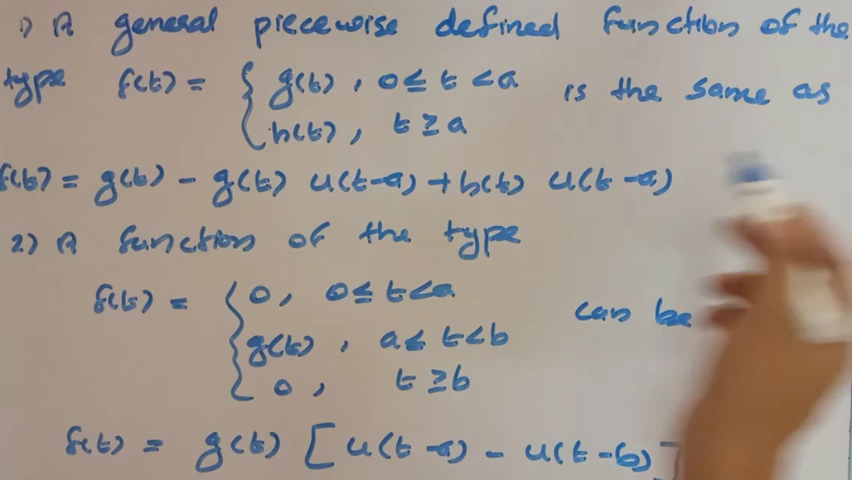 1) A general piecewise defined function of the
type f(t) = { g(t), 0 ≤ t < a is the same as
h(t), t ≥ a
f(t) = g(t) - g(t) u(t-a) + h(t) u(t-a)
2) A function of the type
f(t) = { 0, 0 ≤ t < a can be
g(t), a ≤ t < b
0, t ≥ b
f(t) = g(t) [ u(t-a) - u(t-b) ]